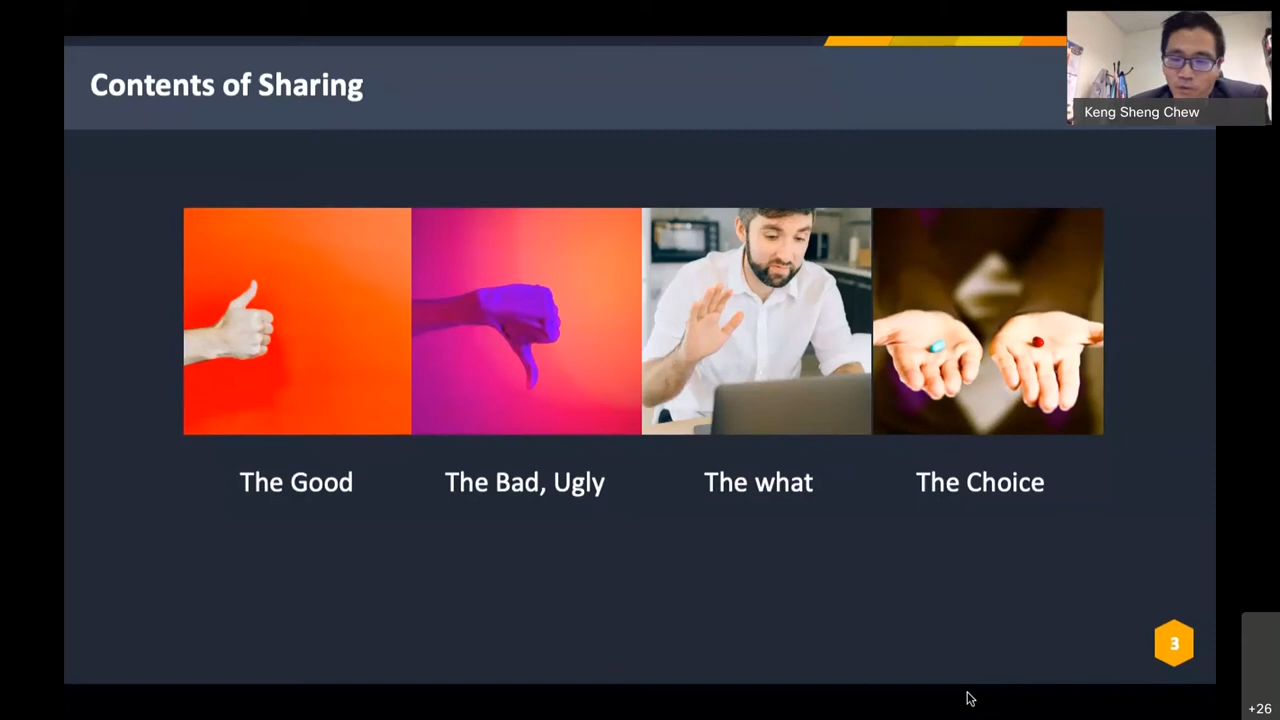 Contents of Sharing
Keng Sheng Chew
The Good
The Bad, Ugly
The what
The Choice
3
+26